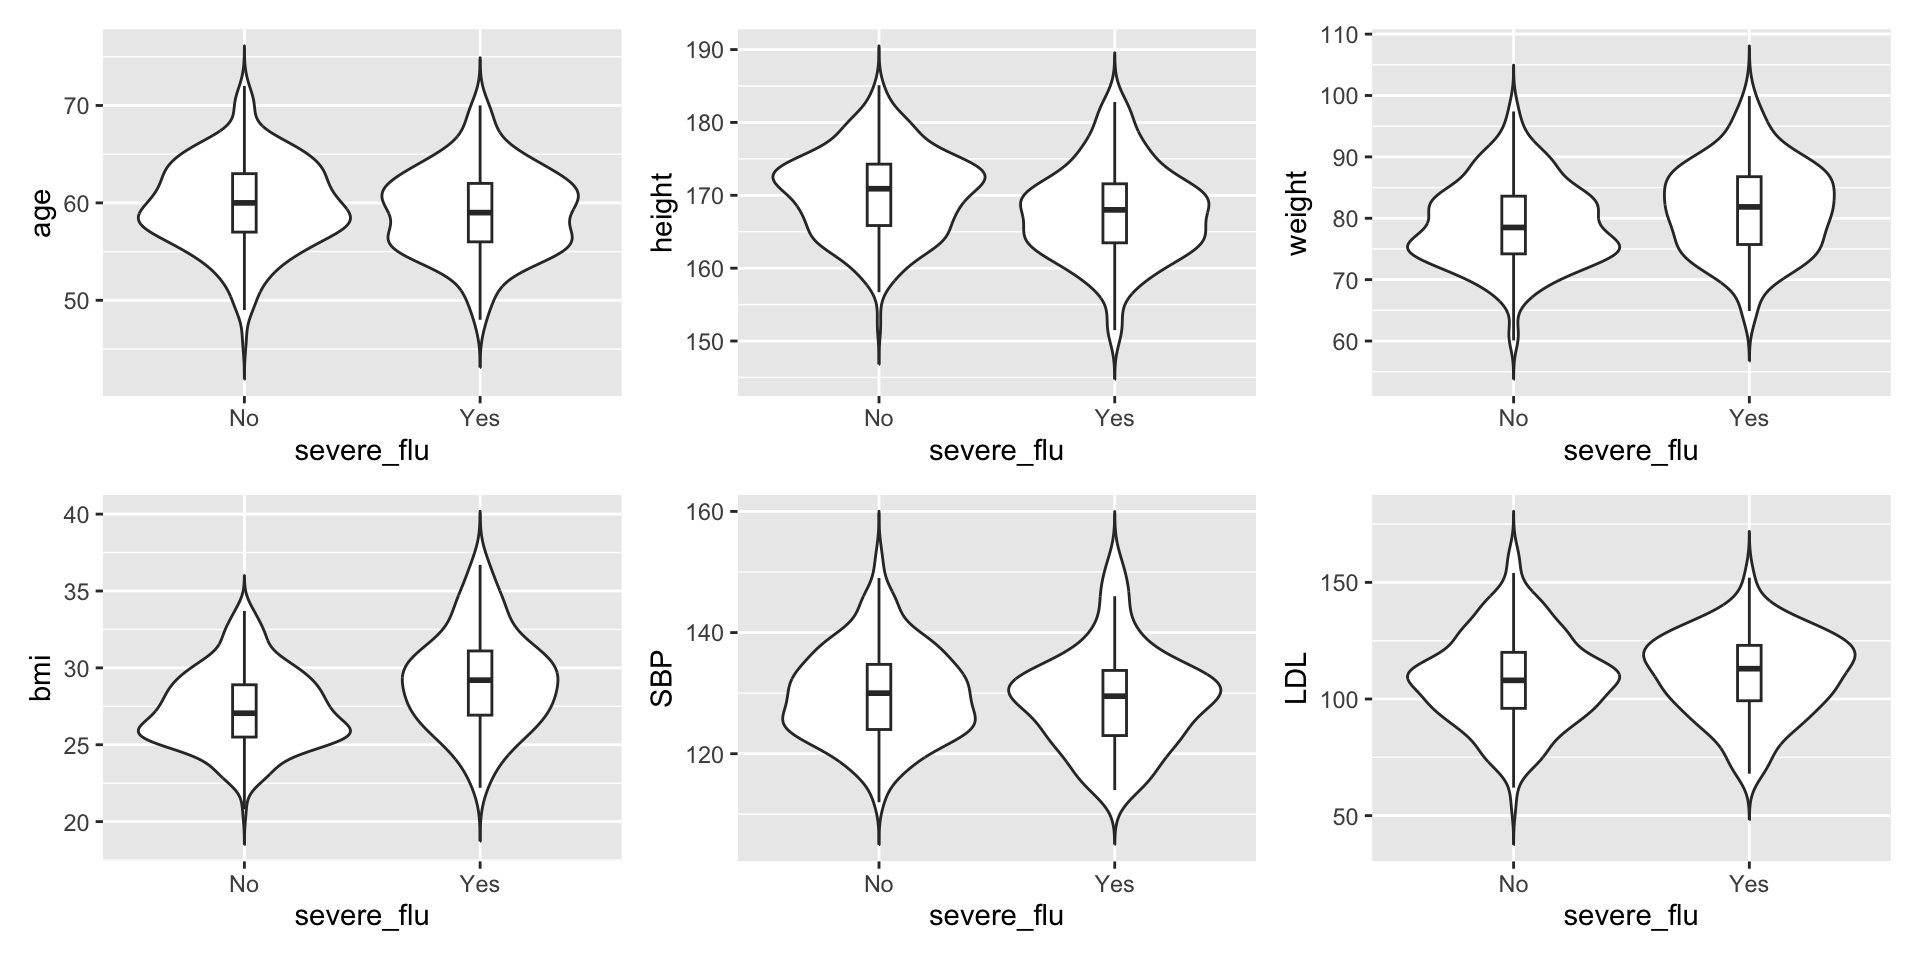 age
70
60
50
No Yes
severe_flu
height
190
180
170
160
150
No Yes
severe_flu
weight
110
100
90
80
70
60
No Yes
severe_flu
bmi
40
35
30
25
20
No Yes
severe_flu
SBP
160
140
120
No Yes
severe_flu
LDL
150
100
50
No Yes
severe_flu